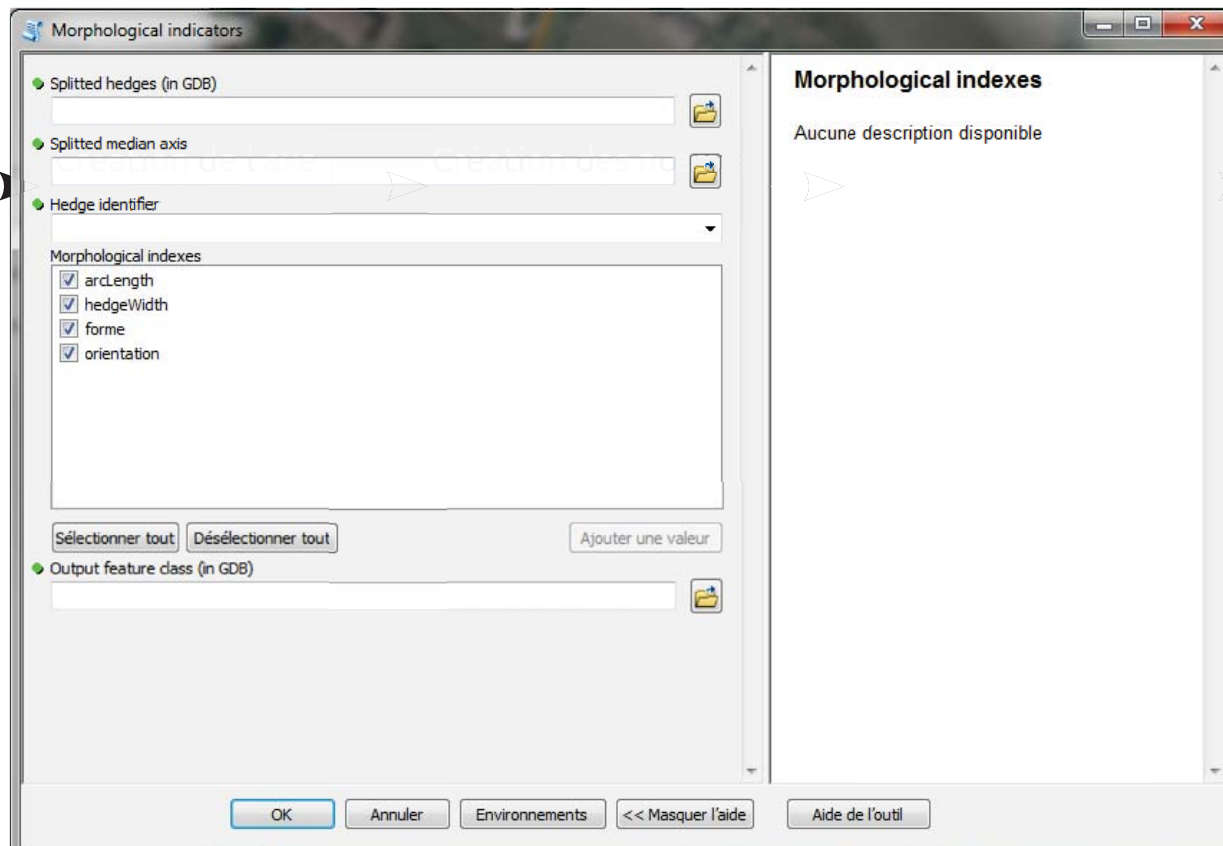 Morphological indicators
Splitted hedges (in GDB)
Splitted median axis
Hedge identifier
Morphological indexes
arcLength
hedgeWidth
forme
orientation
Sélectionner tout Désélectionner tout Ajouter une valeur
Output feature class (in GDB)
Morphological indexes
Aucune description disponible
OK Annuler Environnements << Masquer l'aide Aide de l'outil